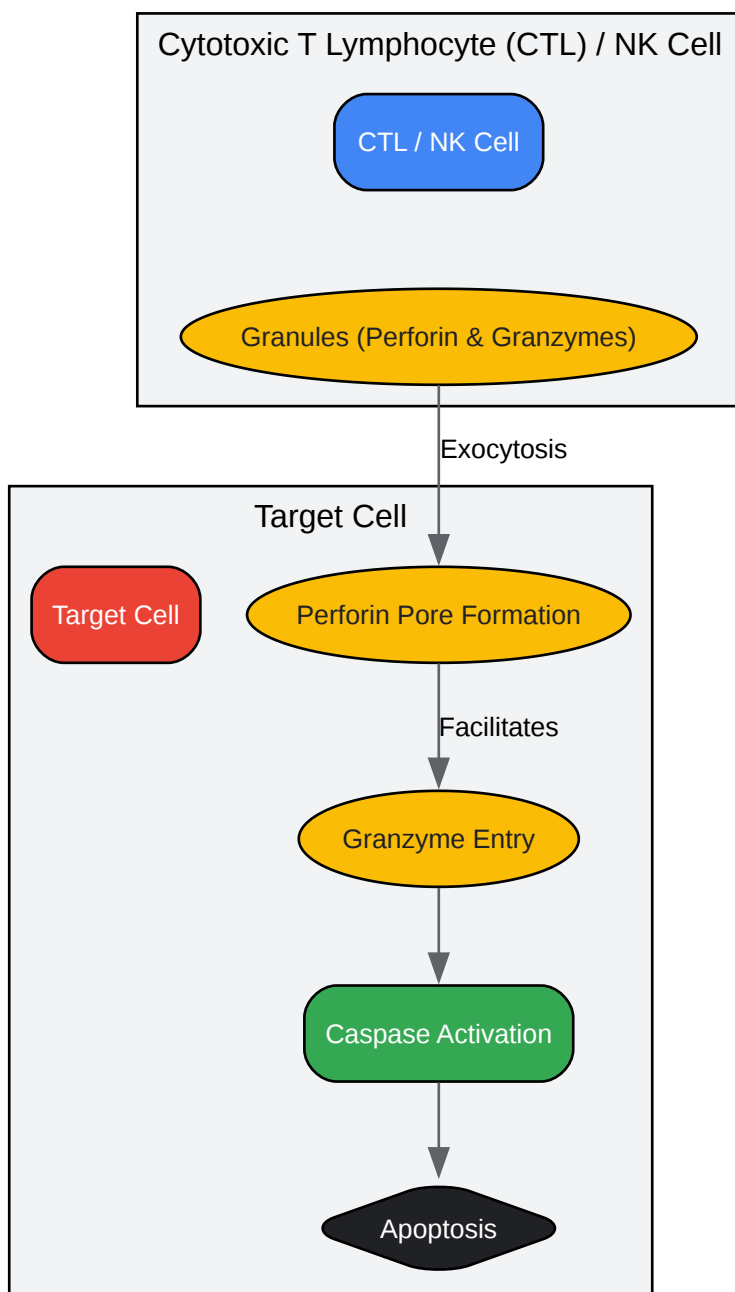 Cytotoxic T Lymphocyte (CTL) / NK Cell
CTL / NK Cell
Granules (Perforin & Granzymes)
Exocytosis
Target Cell
Target Cell
Perforin Pore Formation
Facilitates
Granzyme Entry
Caspase Activation
Apoptosis